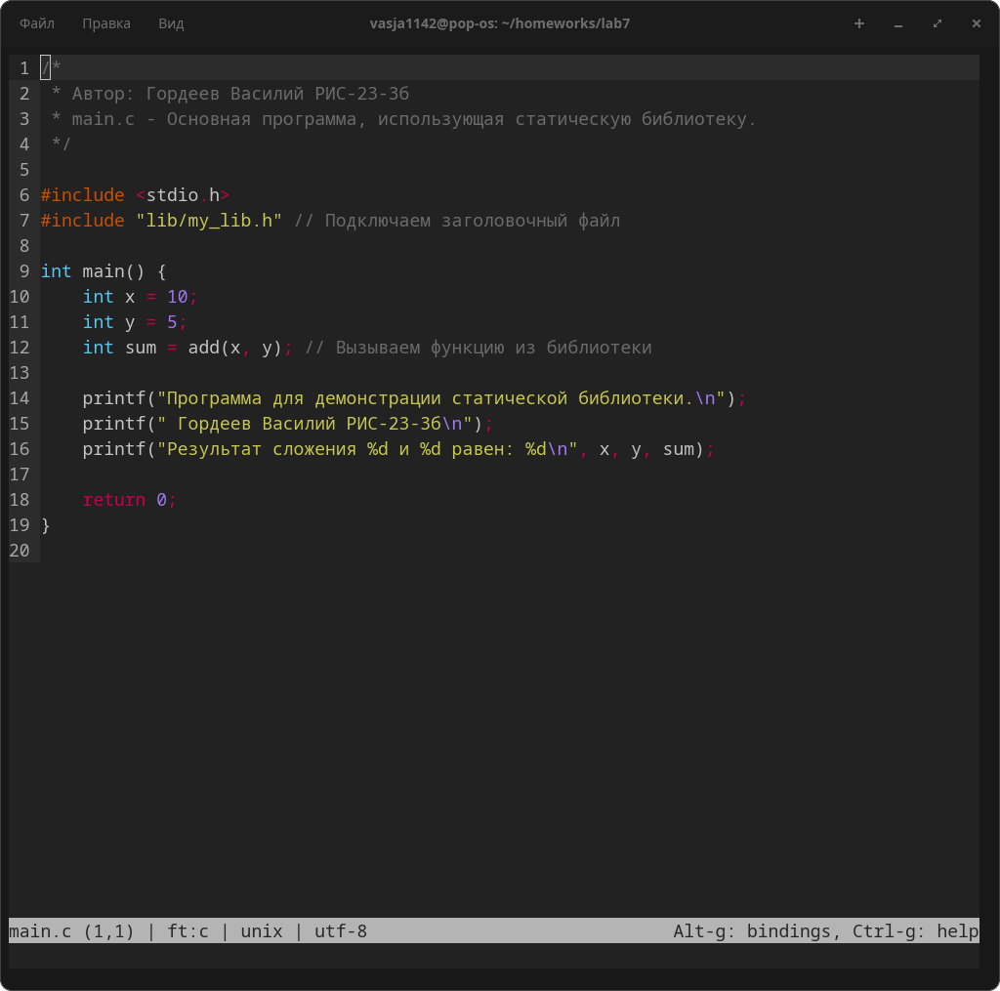 Файл Правка Вид vasja1142@pop-os: ~/homeworks/lab7
1 /*
2  * Автор: Гордеев Василий РИС-23-3б
3  * main.c - Основная программа, использующая статическую библиотеку.
4  */
5
6 #include <stdio.h>
7 #include "lib/my_lib.h" // Подключаем заголовочный файл
8
9 int main() {
10     int x = 10;
11     int y = 5;
12     int sum = add(x, y); // Вызываем функцию из библиотеки
13
14     printf("Программа для демонстрации статической библиотеки.\n");
15     printf(" Гордеев Василий РИС-23-3б\n");
16     printf("Результат сложения %d и %d равен: %d\n", x, y, sum);
17
18     return 0;
19 }
20
main.c (1,1) | ft:c | unix | utf-8 Alt-g: bindings, Ctrl-g: help